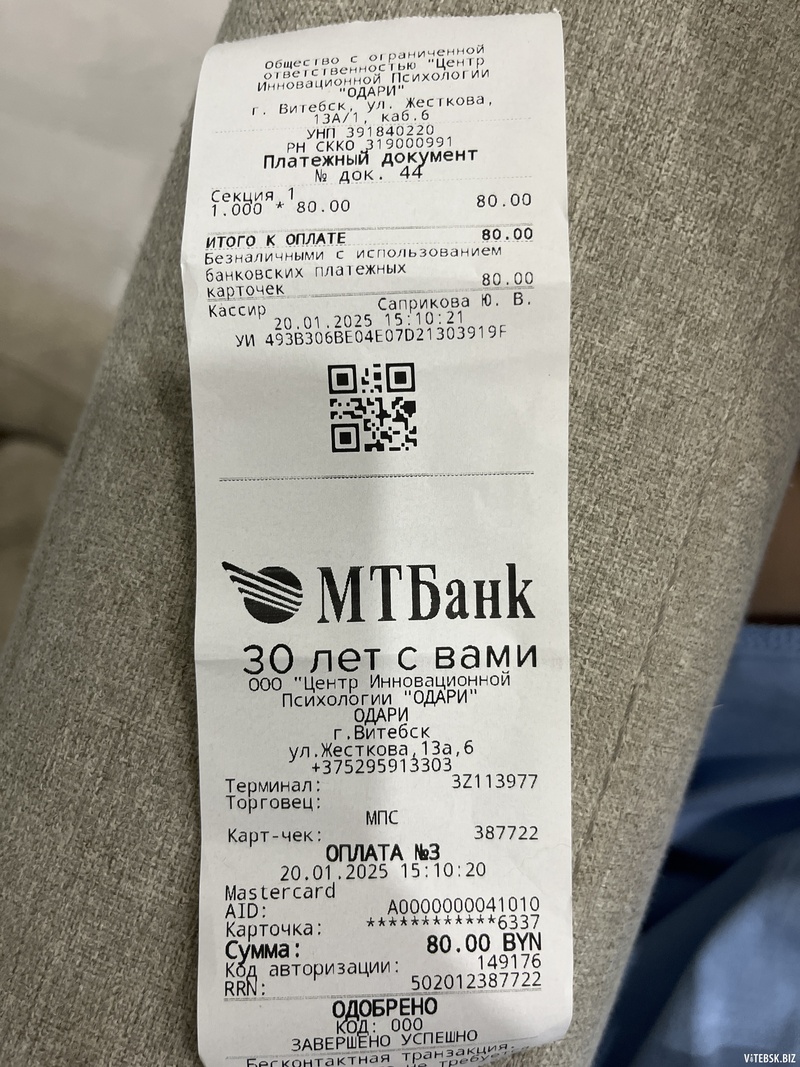 Общество с ограниченной
ответственностью "Центр
Инновационной Психологии
"ОДАРИ"
г. Витебск, ул. Жесткова,
13А/1, каб.6
УНП 391840220
РН СККО 319000991
Платежный документ
№ док. 44
Секция 1
1.000 * 80.00 80.00
ИТОГО К ОПЛАТЕ 80.00
Безналичными с использованием
банковских платежных
карточек 80.00
Кассир Саприкова Ю. В.
20.01.2025 15:10:21
УИ 493B306BE04E07D21303919F
МТБанк
30 лет с вами
ООО "Центр Инновационной
Психологии "ОДАРИ"
ОДАРИ
г.Витебск
ул.Жесткова,13а,6
+375295913303
Терминал: 3Z113977
Торговец:
МПС
Карт-чек: 387722
ОПЛАТА №3
20.01.2025 15:10:20
Mastercard
AID: A0000000041010
Карточка: ************6337
Сумма: 80.00 BYN
Код авторизации: 149176
RRN: 502012387722
ОДОБРЕНО
КОД: 000
ЗАВЕРШЕНО УСПЕШНО
Бесконтактная транзакция.
не требуе
ViTEBSK.BIZ